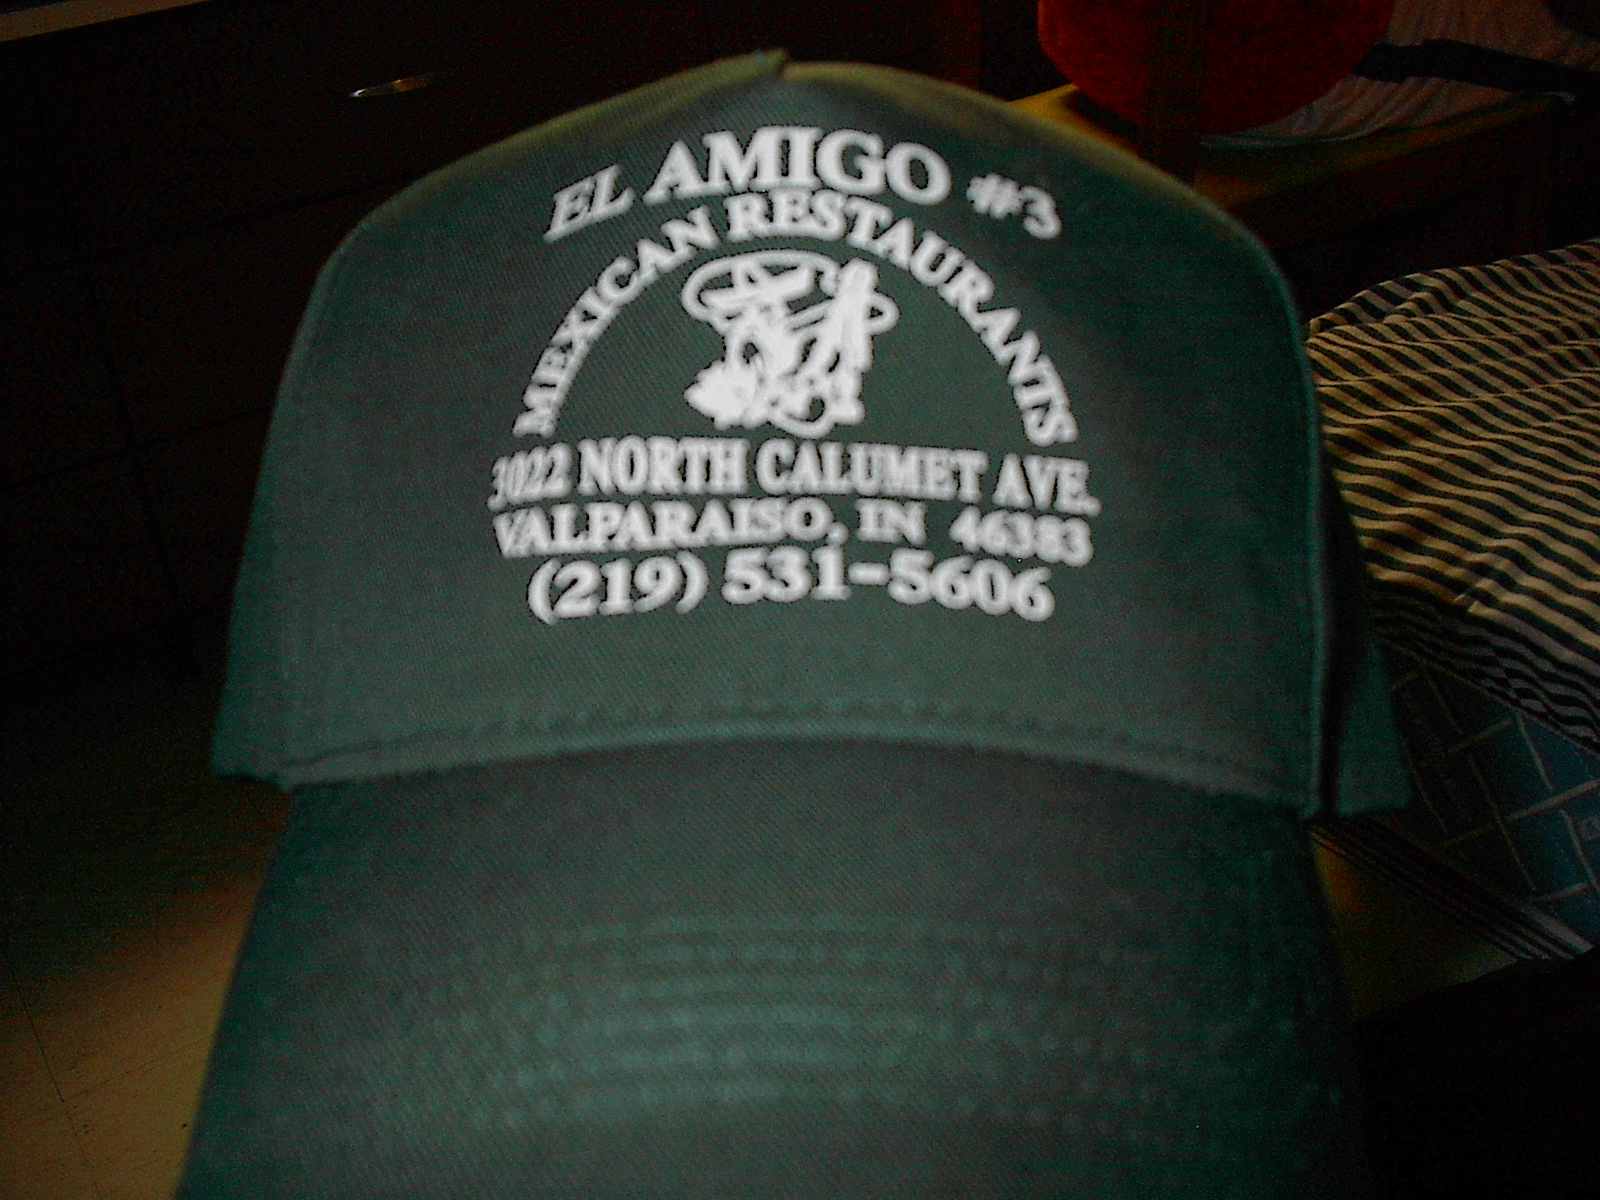 EL AMIGO #3
MEXICAN RESTAURANTS
3022 NORTH CALUMET AVE.
VALPARAISO, IN 46383
(219) 531-5606